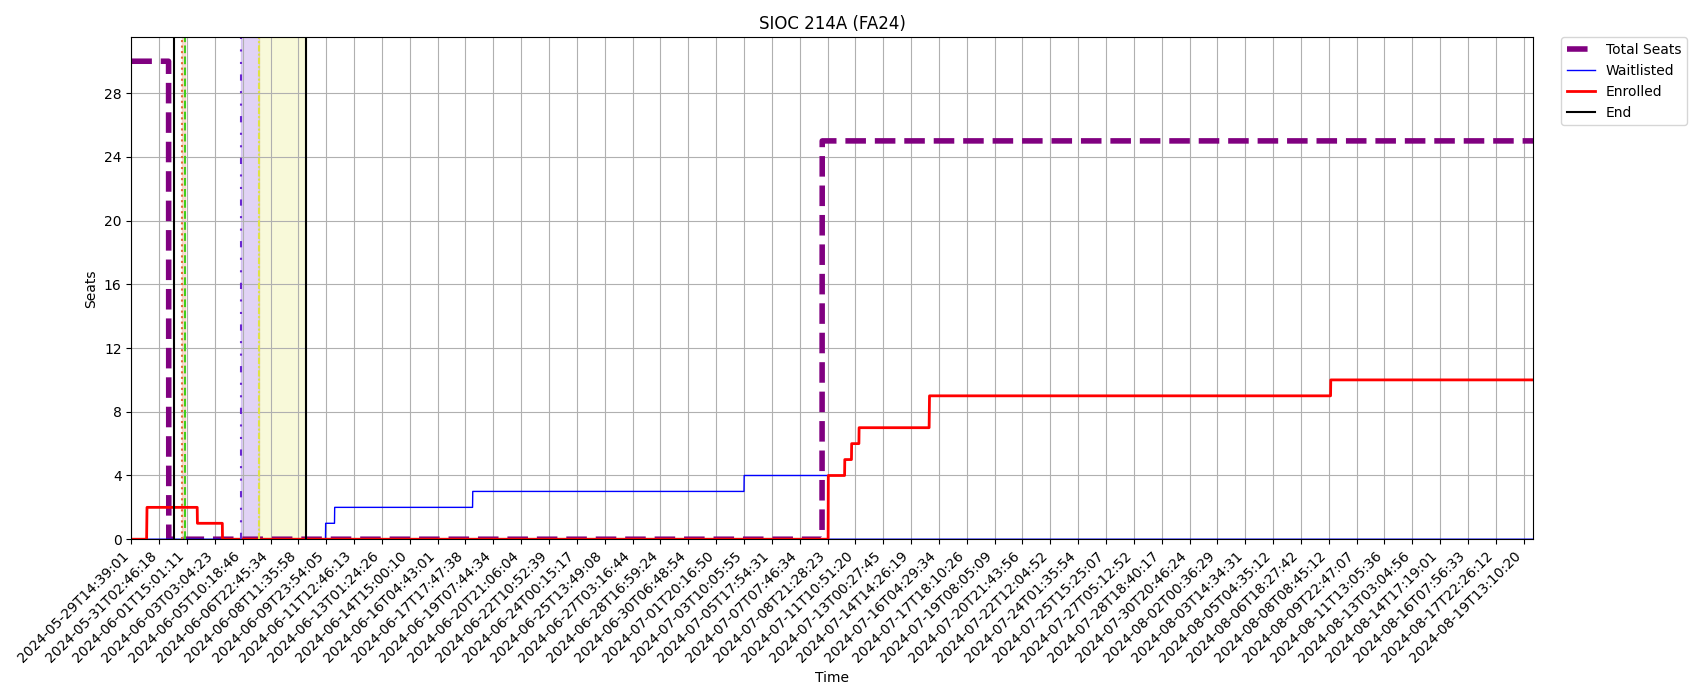 SIOC 214A (FA24)
Total Seats
Waitlisted
Enrolled
End
Seats
28
24
20
16
12
8
4
0
2024-05-29T14:39:01
2024-05-31T02:46:18
2024-06-01T15:01:11
2024-06-03T03:04:23
2024-06-05T10:18:46
2024-06-06T22:45:34
2024-06-08T11:35:58
2024-06-09T23:54:05
2024-06-11T12:46:13
2024-06-13T01:24:26
2024-06-14T15:00:10
2024-06-16T04:43:01
2024-06-17T17:47:38
2024-06-19T07:44:34
2024-06-20T21:06:04
2024-06-22T10:52:39
2024-06-24T00:15:17
2024-06-25T13:49:08
2024-06-27T03:16:44
2024-06-28T16:59:24
2024-06-30T06:48:54
2024-07-01T20:16:50
2024-07-03T10:05:55
2024-07-05T17:54:31
2024-07-07T07:46:34
2024-07-08T21:28:23
2024-07-11T10:51:20
2024-07-13T00:27:45
2024-07-14T14:26:19
2024-07-16T04:29:34
2024-07-17T18:10:26
2024-07-19T08:05:09
2024-07-20T21:43:56
2024-07-22T12:04:52
2024-07-24T01:35:54
2024-07-25T15:25:07
2024-07-27T05:12:52
2024-07-28T18:40:17
2024-07-30T20:46:24
2024-08-02T00:36:29
2024-08-03T14:34:31
2024-08-05T04:35:12
2024-08-06T18:27:42
2024-08-08T08:45:12
2024-08-09T22:47:07
2024-08-11T13:05:36
2024-08-13T03:04:56
2024-08-14T17:19:01
2024-08-16T07:56:33
2024-08-17T22:26:12
2024-08-19T13:10:20
Time